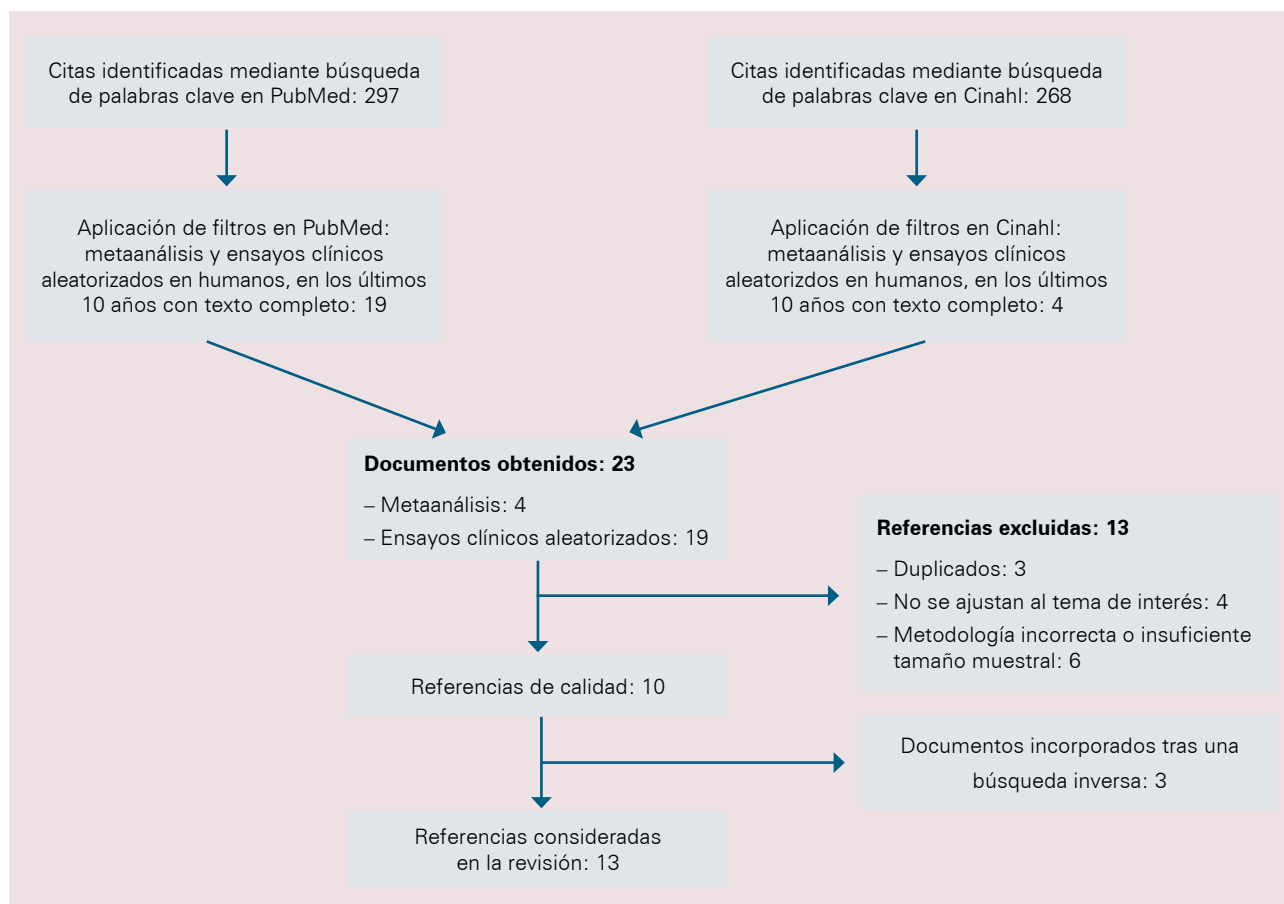 Citas identificadas mediante búsqueda
de palabras clave en PubMed: 297
Citas identificadas mediante búsqueda
de palabras clave en Cinahl: 268
Aplicación de filtros en PubMed:
metaanálisis y ensayos clínicos
aleatorizados en humanos, en los últimos
10 años con texto completo: 19
Aplicación de filtros en Cinahl:
metaanálisis y ensayos clínicos
aleatorizdos en humanos, en los últimos
10 años con texto completo: 4
Documentos obtenidos: 23
– Metaanálisis: 4
– Ensayos clínicos aleatorizados: 19
Referencias excluidas: 13
– Duplicados: 3
– No se ajustan al tema de interés: 4
– Metodología incorrecta o insuficiente
tamaño muestral: 6
Referencias de calidad: 10
Documentos incorporados tras una
búsqueda inversa: 3
Referencias consideradas
en la revisión: 13